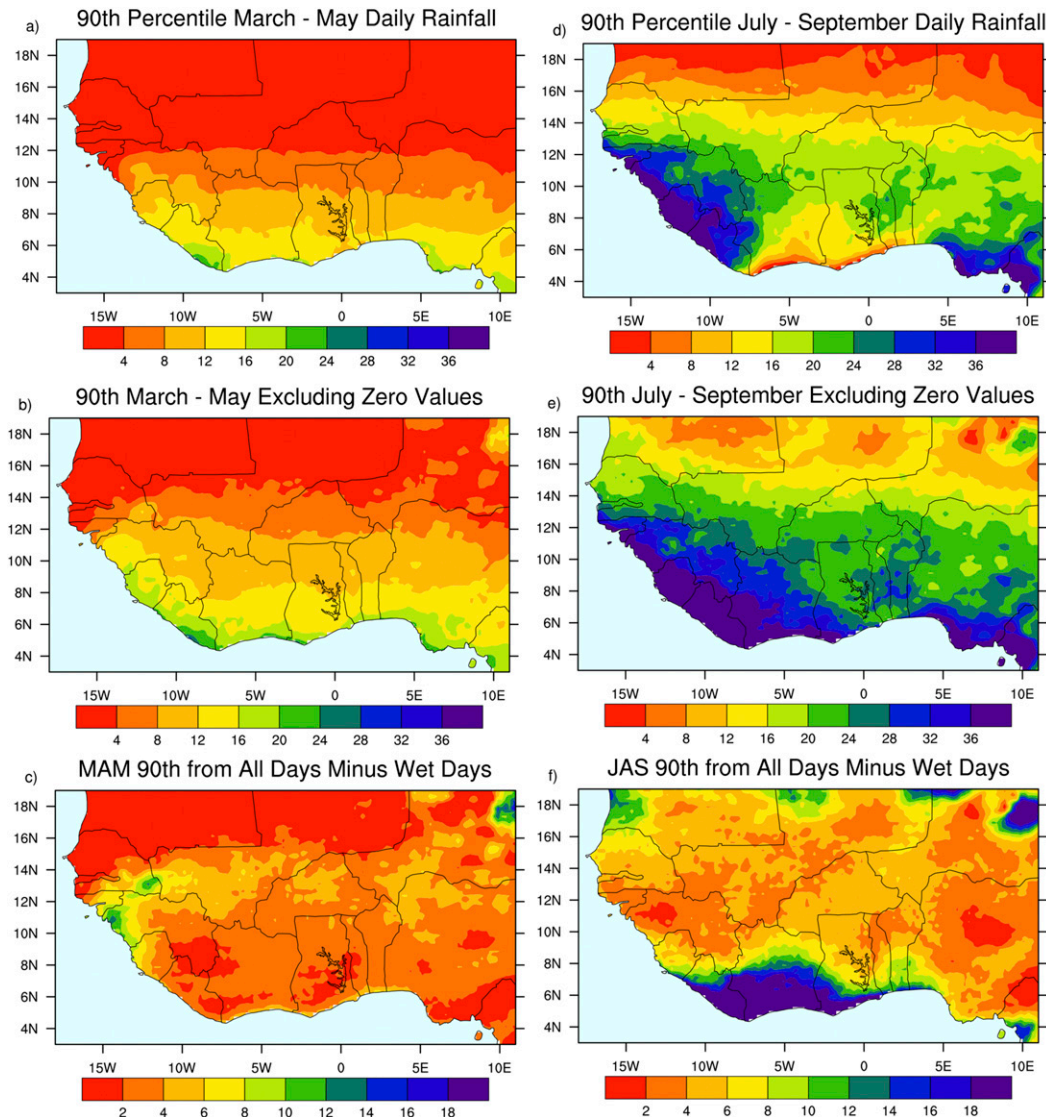 a)
90th Percentile March - May Daily Rainfall
18N
16N
14N
12N
10N
8N
6N
4N
15W 10W 5W 0 5E 10E
4 8 12 16 20 24 28 32 36
b)
90th March - May Excluding Zero Values
18N
16N
14N
12N
10N
8N
6N
4N
15W 10W 5W 0 5E 10E
4 8 12 16 20 24 28 32 36
c)
MAM 90th from All Days Minus Wet Days
18N
16N
14N
12N
10N
8N
6N
4N
15W 10W 5W 0 5E 10E
2 4 6 8 10 12 14 16 18
d)
90th Percentile July - September Daily Rainfall
18N
16N
14N
12N
10N
8N
6N
4N
15W 10W 5W 0 5E 10E
4 8 12 16 20 24 28 32 36
e)
90th July - September Excluding Zero Values
18N
16N
14N
12N
10N
8N
6N
4N
15W 10W 5W 0 5E 10E
4 8 12 16 20 24 28 32 36
f)
JAS 90th from All Days Minus Wet Days
18N
16N
14N
12N
10N
8N
6N
4N
15W 10W 5W 0 5E 10E
2 4 6 8 10 12 14 16 18